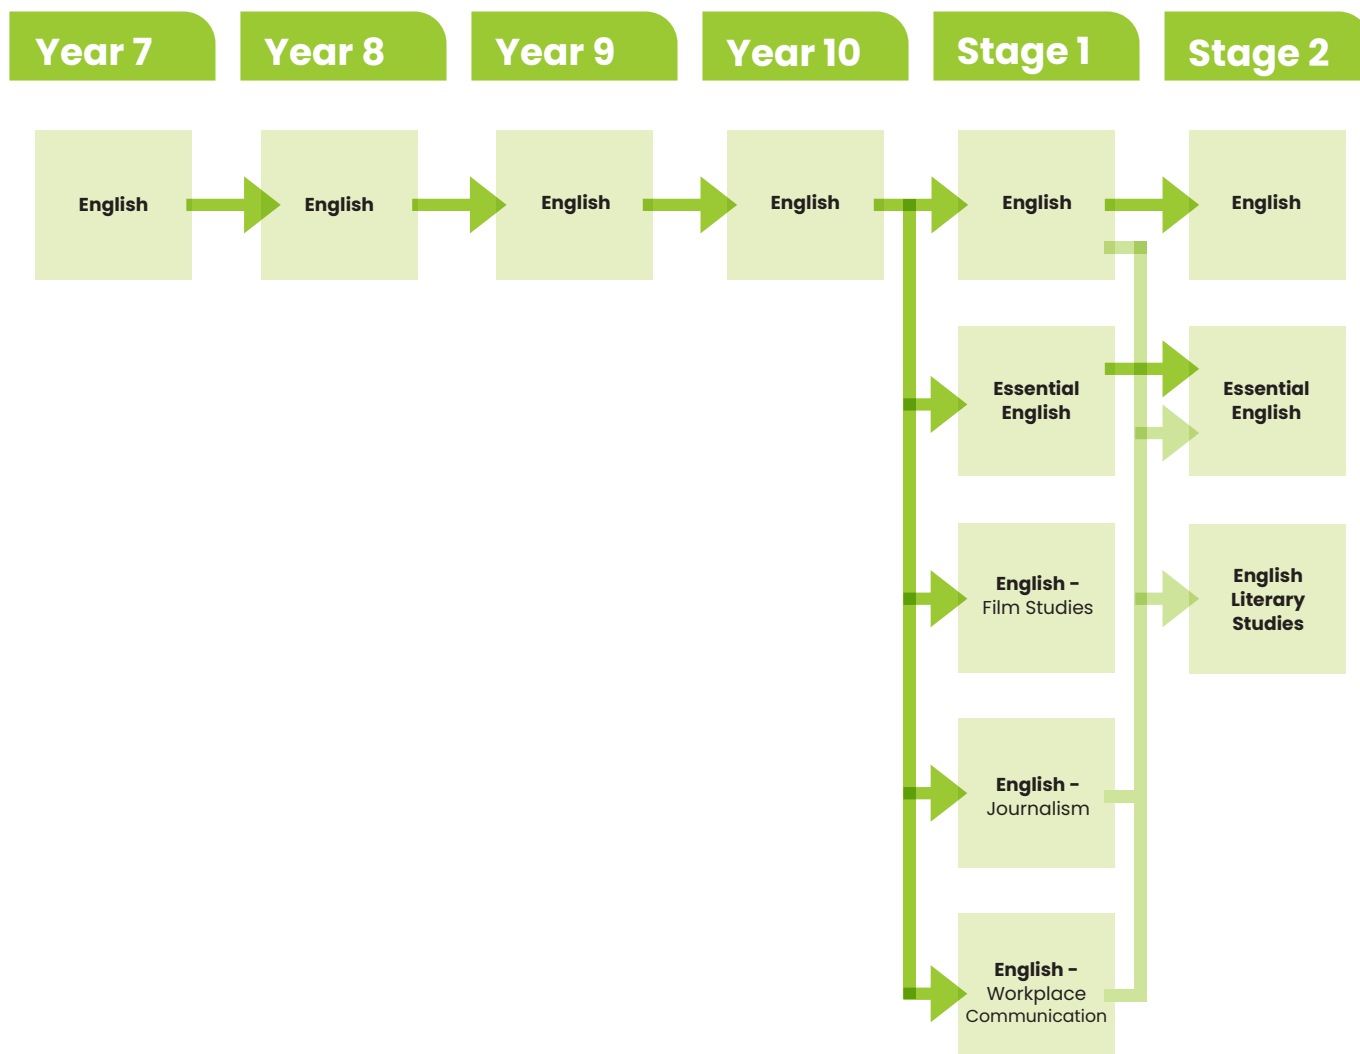 Year 7
Year 8
Year 9
Year 10
Stage 1
Stage 2
English
English
English
English
English
English
Essential
English
Essential
English
English -
Film Studies
English
Literary
Studies
English -
Journalism
English -
Workplace
Communication